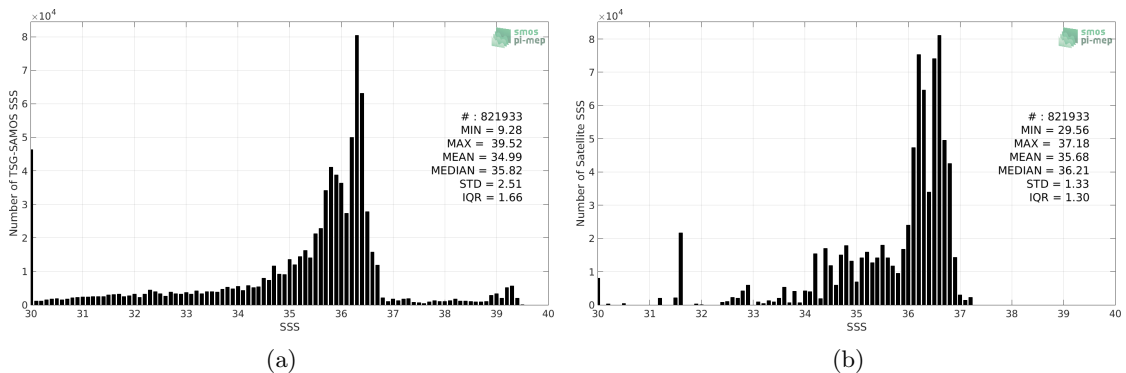 ×10⁴
smos
pi-mep
Number of TSG-SAMOS SSS
8
7
6
5
4
3
2
1
0
# : 821933
MIN = 9.28
MAX = 39.52
MEAN = 34.99
MEDIAN = 35.82
STD = 2.51
IQR = 1.66
30 31 32 33 34 35 36 37 38 39 40
SSS
(a)
×10⁴
smos
pi-mep
Number of Satellite SSS
8
7
6
5
4
3
2
1
0
# : 821933
MIN = 29.56
MAX = 37.18
MEAN = 35.68
MEDIAN = 36.21
STD = 1.33
IQR = 1.30
30 31 32 33 34 35 36 37 38 39 40
SSS
(b)